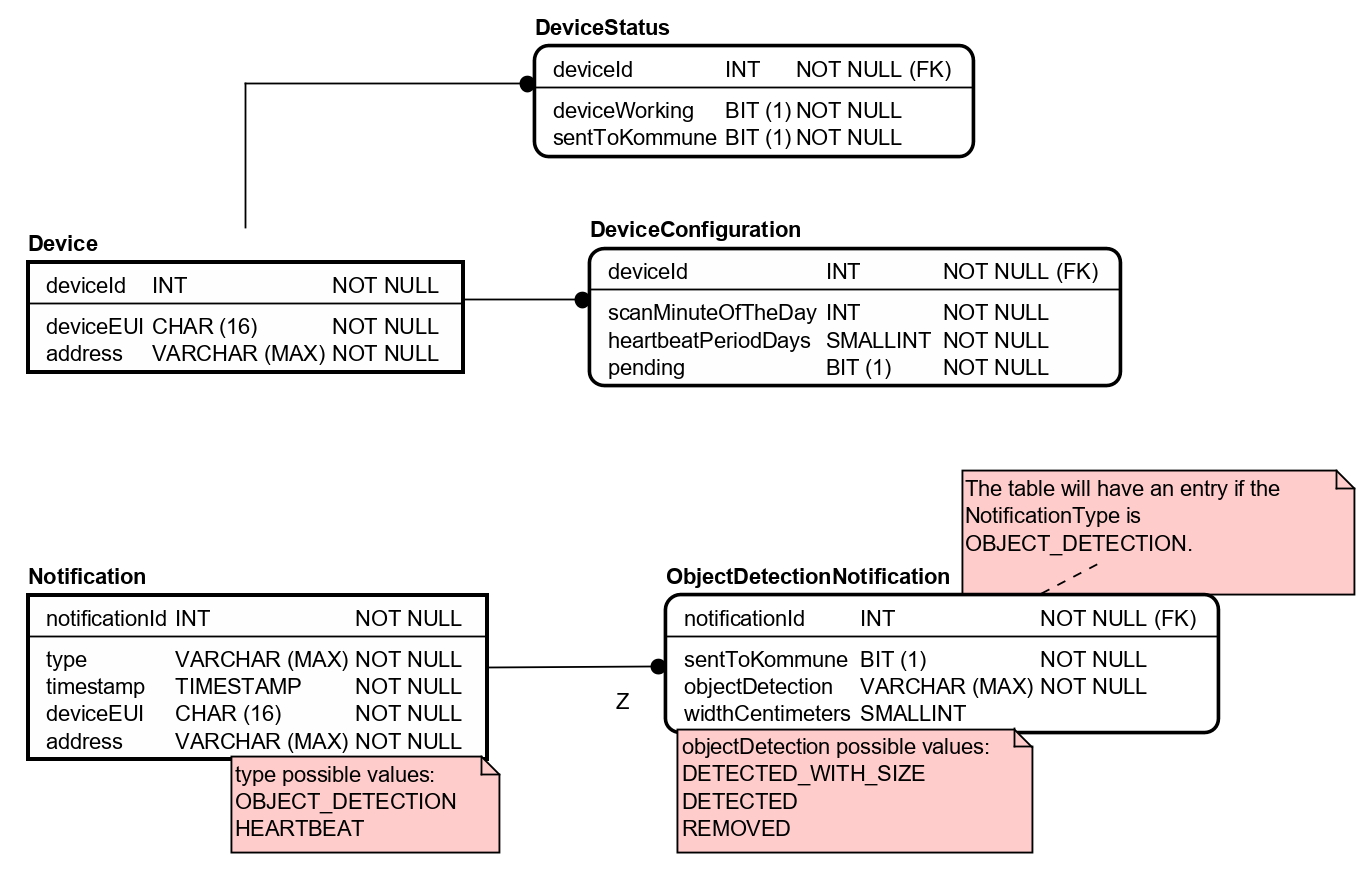 DeviceStatus
deviceId INT NOT NULL (FK)
deviceWorking BIT (1) NOT NULL
sentToKommune BIT (1) NOT NULL
Device
deviceId INT NOT NULL
deviceEUI CHAR (16) NOT NULL
address VARCHAR (MAX) NOT NULL
DeviceConfiguration
deviceId INT NOT NULL (FK)
scanMinuteOfTheDay INT NOT NULL
heartbeatPeriodDays SMALLINT NOT NULL
pending BIT (1) NOT NULL
The table will have an entry if the
NotificationType is
OBJECT_DETECTION.
Notification
notificationId INT NOT NULL
type VARCHAR (MAX) NOT NULL
timestamp TIMESTAMP NOT NULL
deviceEUI CHAR (16) NOT NULL
address VARCHAR (MAX) NOT NULL
type possible values:
OBJECT_DETECTION
HEARTBEAT
Z
ObjectDetectionNotification
notificationId INT NOT NULL (FK)
sentToKommune BIT (1) NOT NULL
objectDetection VARCHAR (MAX) NOT NULL
widthCentimeters SMALLINT
objectDetection possible values:
DETECTED_WITH_SIZE
DETECTED
REMOVED